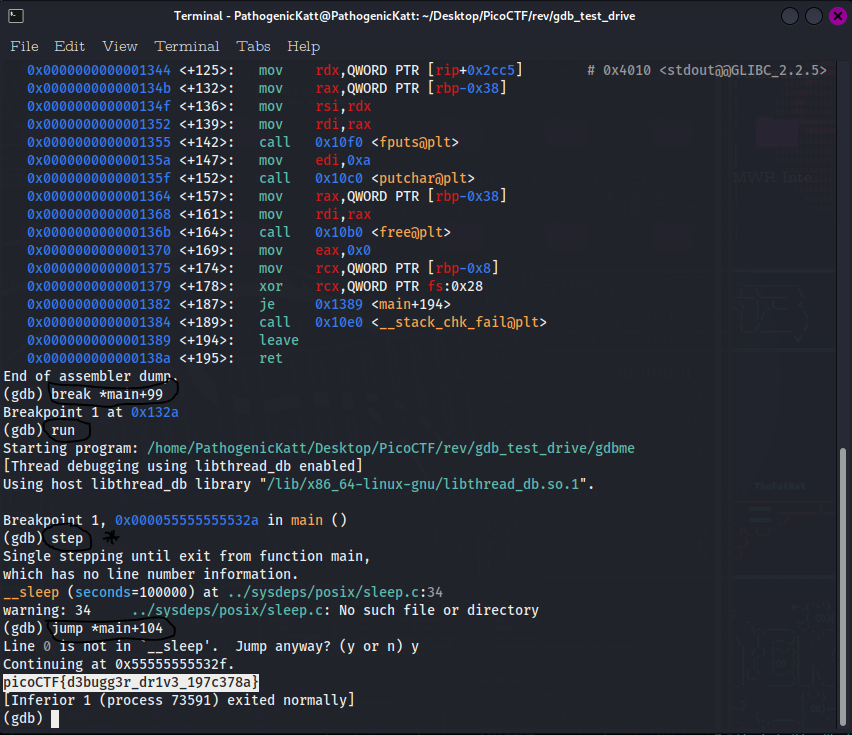 Terminal - PathogenicKatt@PathogenicKatt: ~/Desktop/PicoCTF/rev/gdb_test_drive
File Edit View Terminal Tabs Help
0x0000000000001344 <+125>: mov rdx,QWORD PTR [rip+0x2cc5] # 0x4010 <stdout@@GLIBC_2.2.5>
0x000000000000134b <+132>: mov rax,QWORD PTR [rbp-0x38]
0x000000000000134f <+136>: mov rsi,rdx
0x0000000000001352 <+139>: mov rdi,rax
0x0000000000001355 <+142>: call 0x10f0 <fputs@plt>
0x000000000000135a <+147>: mov edi,0xa
0x000000000000135f <+152>: call 0x10c0 <putchar@plt>
0x0000000000001364 <+157>: mov rax,QWORD PTR [rbp-0x38]
0x0000000000001368 <+161>: mov rdi,rax
0x000000000000136b <+164>: call 0x10b0 <free@plt>
0x0000000000001370 <+169>: mov eax,0x0
0x0000000000001375 <+174>: mov rcx,QWORD PTR [rbp-0x8]
0x0000000000001379 <+178>: xor rcx,QWORD PTR fs:0x28
0x0000000000001382 <+187>: je 0x1389 <main+194>
0x0000000000001384 <+189>: call 0x10e0 <__stack_chk_fail@plt>
0x0000000000001389 <+194>: leave
0x000000000000138a <+195>: ret
End of assembler dump.
(gdb) break *main+99
Breakpoint 1 at 0x132a
(gdb) run
Starting program: /home/PathogenicKatt/Desktop/PicoCTF/rev/gdb_test_drive/gdbme
[Thread debugging using libthread_db enabled]
Using host libthread_db library "/lib/x86_64-linux-gnu/libthread_db.so.1".
Breakpoint 1, 0x000055555555532a in main ()
(gdb) step
Single stepping until exit from function main,
which has no line number information.
__sleep (seconds=100000) at ../sysdeps/posix/sleep.c:34
warning: 34 ../sysdeps/posix/sleep.c: No such file or directory
(gdb) jump *main+104
Line 0 is not in `__sleep'. Jump anyway? (y or n) y
Continuing at 0x55555555532f.
picoCTF{d3bugg3r_dr1v3_197c378a}
[Inferior 1 (process 73591) exited normally]
(gdb)